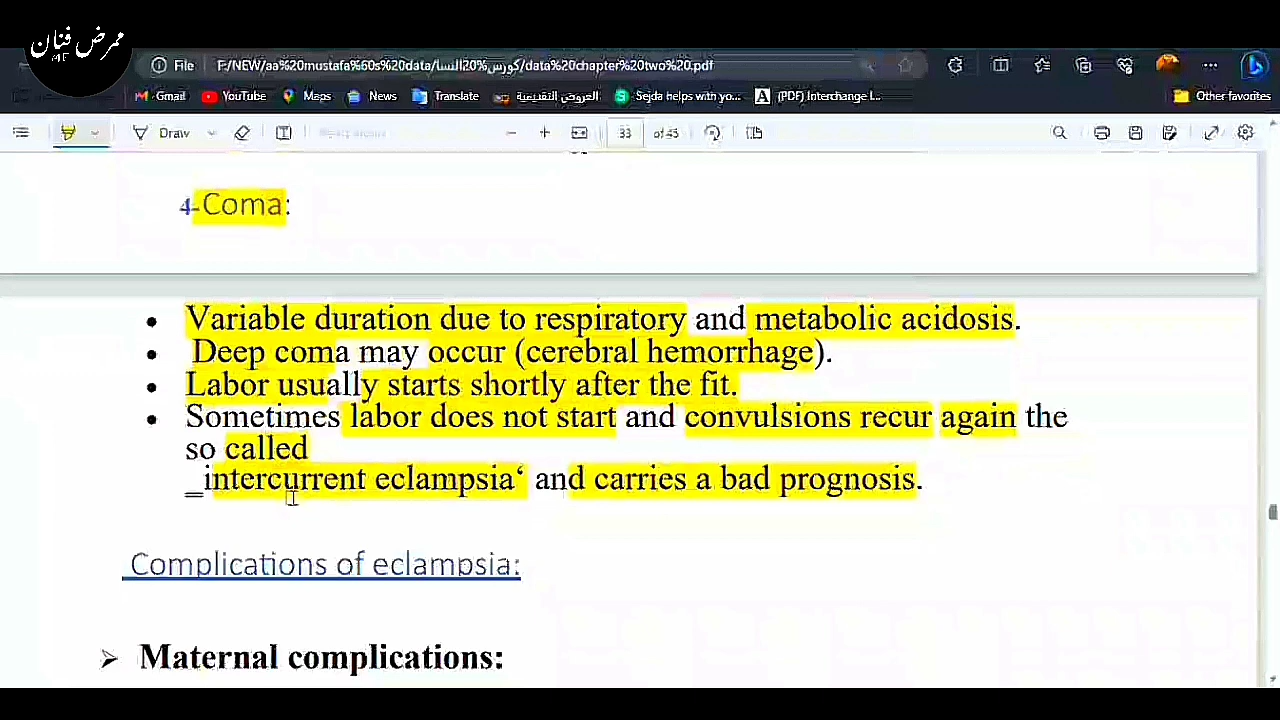 ممرض فنان
File F:/NEW/aa%20mustafa%60s%20data/كورس%20النسا/data%20chapter%20two%20.pdf
Gmail YouTube Maps News Translate العروض التقديمية Sejda helps with yo... (PDF) Interchange I... Other favorites
Draw 33 of 45
4-Coma:
• Variable duration due to respiratory and metabolic acidosis.
• Deep coma may occur (cerebral hemorrhage).
• Labor usually starts shortly after the fit.
• Sometimes labor does not start and convulsions recur again the
so called
_intercurrent eclampsia‘ and carries a bad prognosis.
Complications of eclampsia:
➢ Maternal complications: